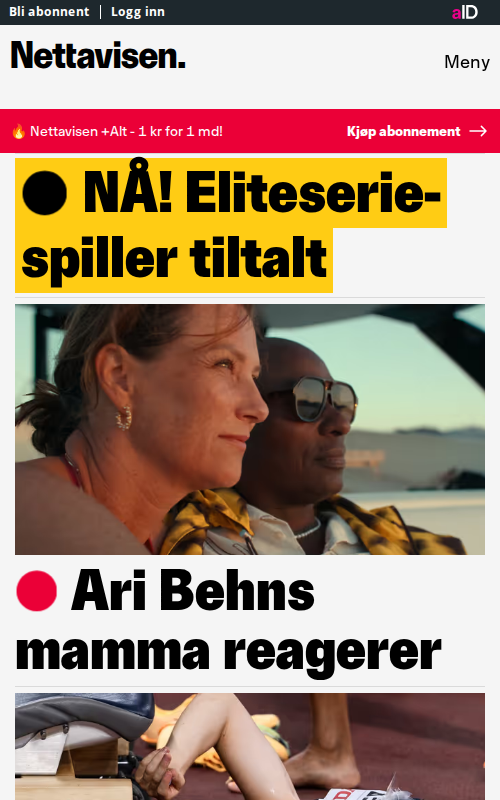 Bli abonnent
Logg inn
aID
Nettavisen.
Meny
🔥 Nettavisen +Alt - 1 kr for 1 md!
Kjøp abonnement →
NÅ! Eliteserie-
spiller tiltalt
Ari Behns
mamma reagerer